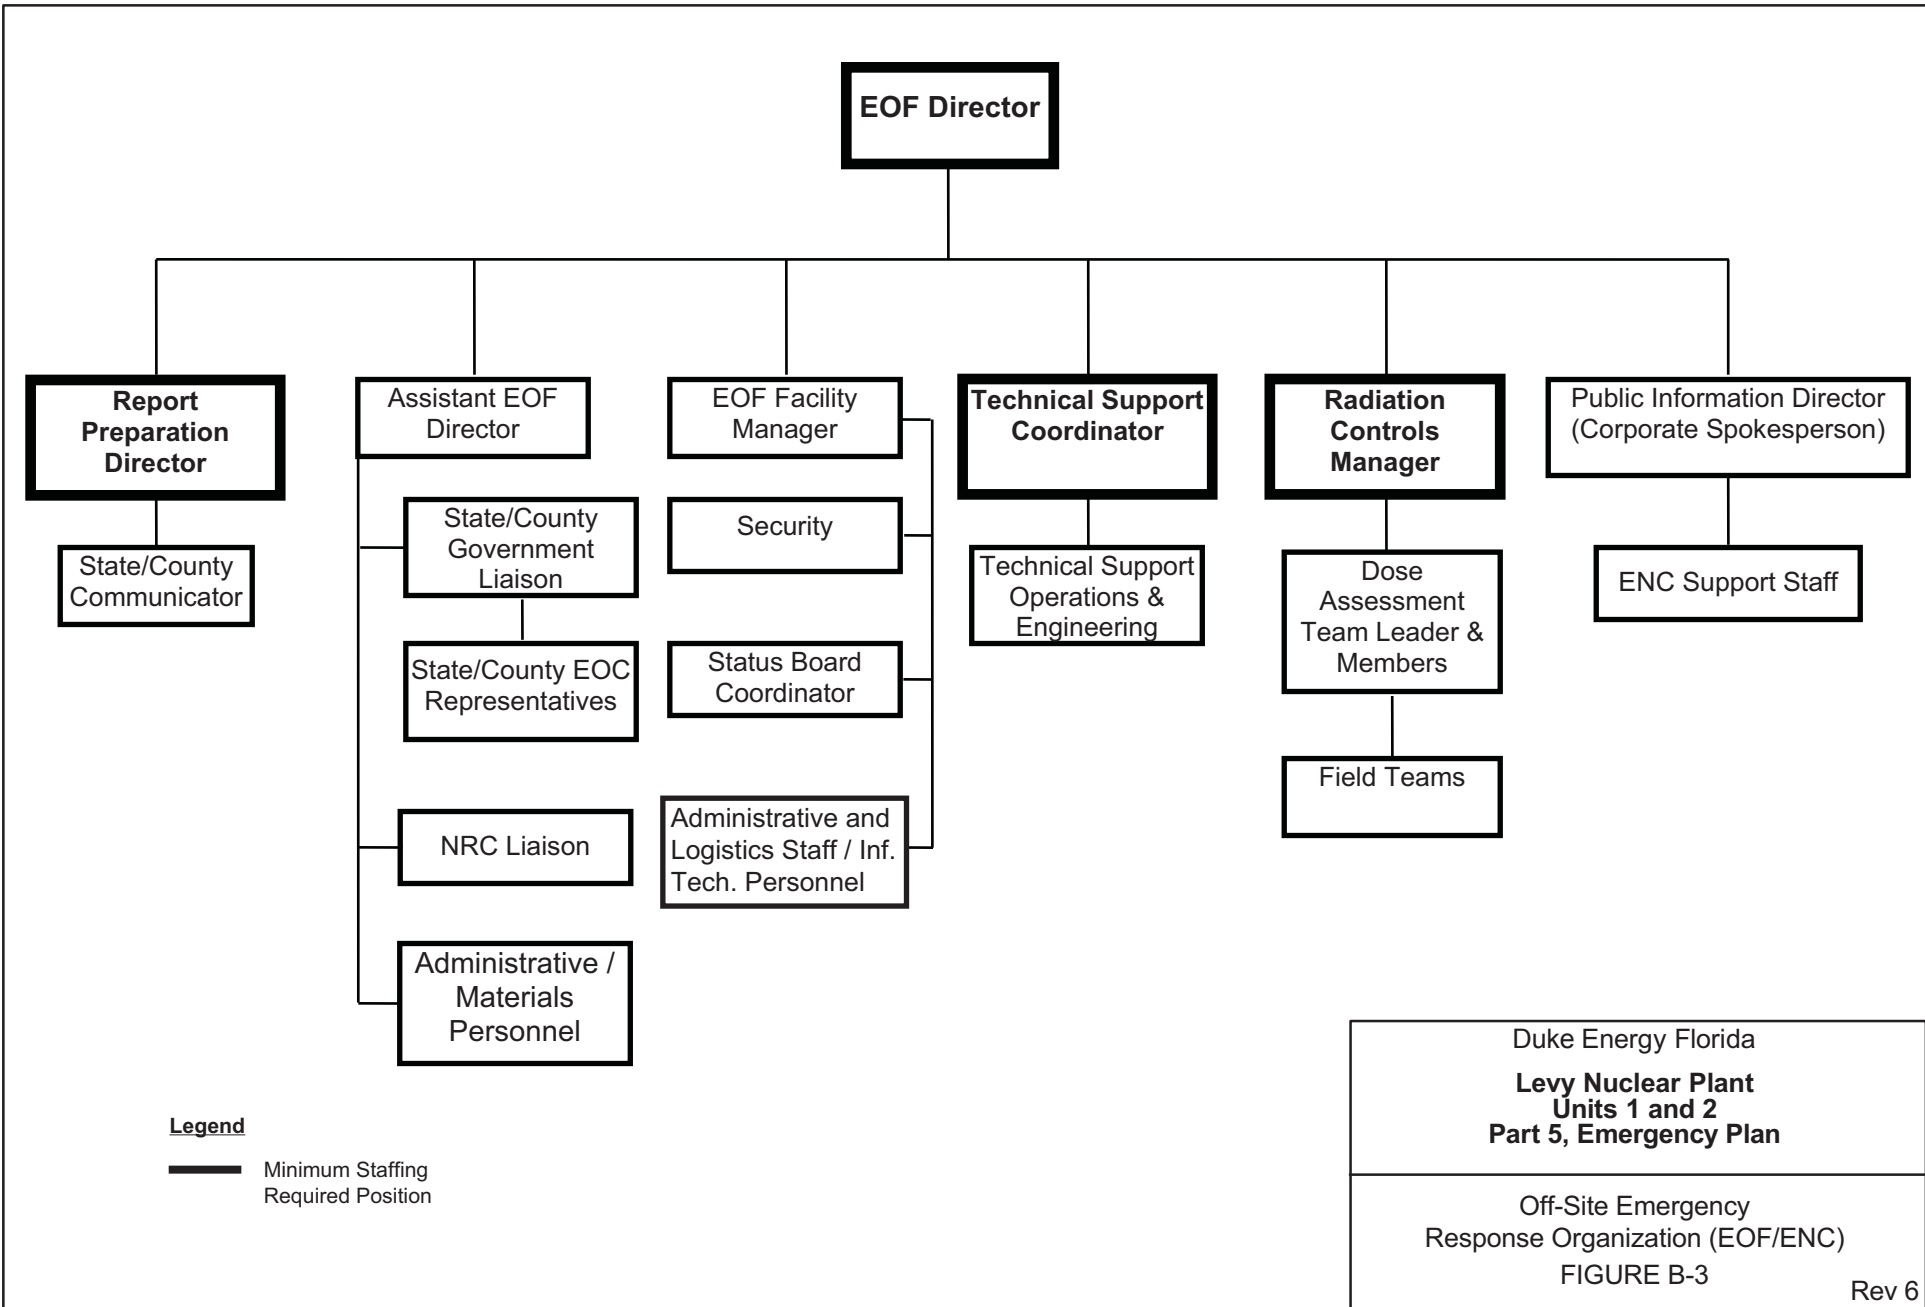 EOF Director
Report
Preparation
Director
Assistant EOF
Director
EOF Facility
Manager
Technical Support
Coordinator
Radiation
Controls
Manager
Public Information Director
(Corporate Spokesperson)
State/County
Communicator
State/County
Government
Liaison
Security
Technical Support
Operations &
Engineering
Dose
Assessment
Team Leader &
Members
ENC Support Staff
State/County EOC
Representatives
Status Board
Coordinator
Field Teams
NRC Liaison
Administrative and
Logistics Staff / Inf.
Tech. Personnel
Administrative /
Materials
Personnel
Legend
Minimum Staffing
Required Position
Duke Energy Florida
Levy Nuclear Plant
Units 1 and 2
Part 5, Emergency Plan
Off-Site Emergency
Response Organization (EOF/ENC)
FIGURE B-3
Rev 6